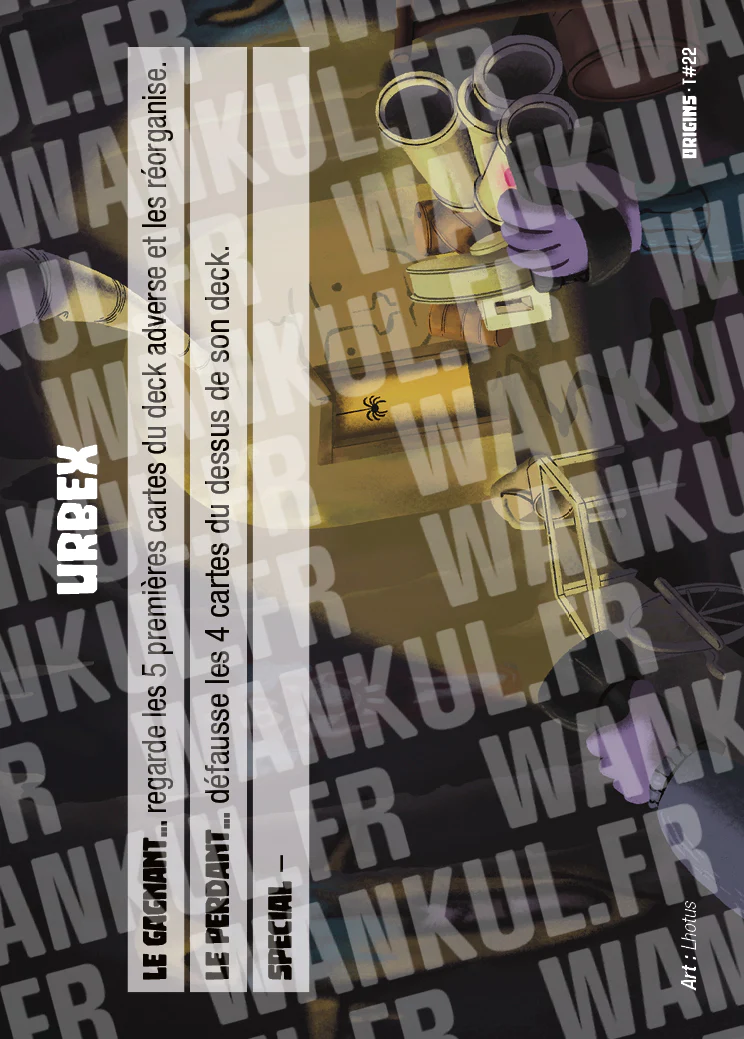 URBEX
LE GAGNANT... regarde les 5 premières cartes du deck adverse et les réorganise.
LE PERDANT... défausse les 4 cartes du dessus de son deck.
SPECIAL –
Art : Lhotus
ORIGINS · T#22
WANKUL.FR